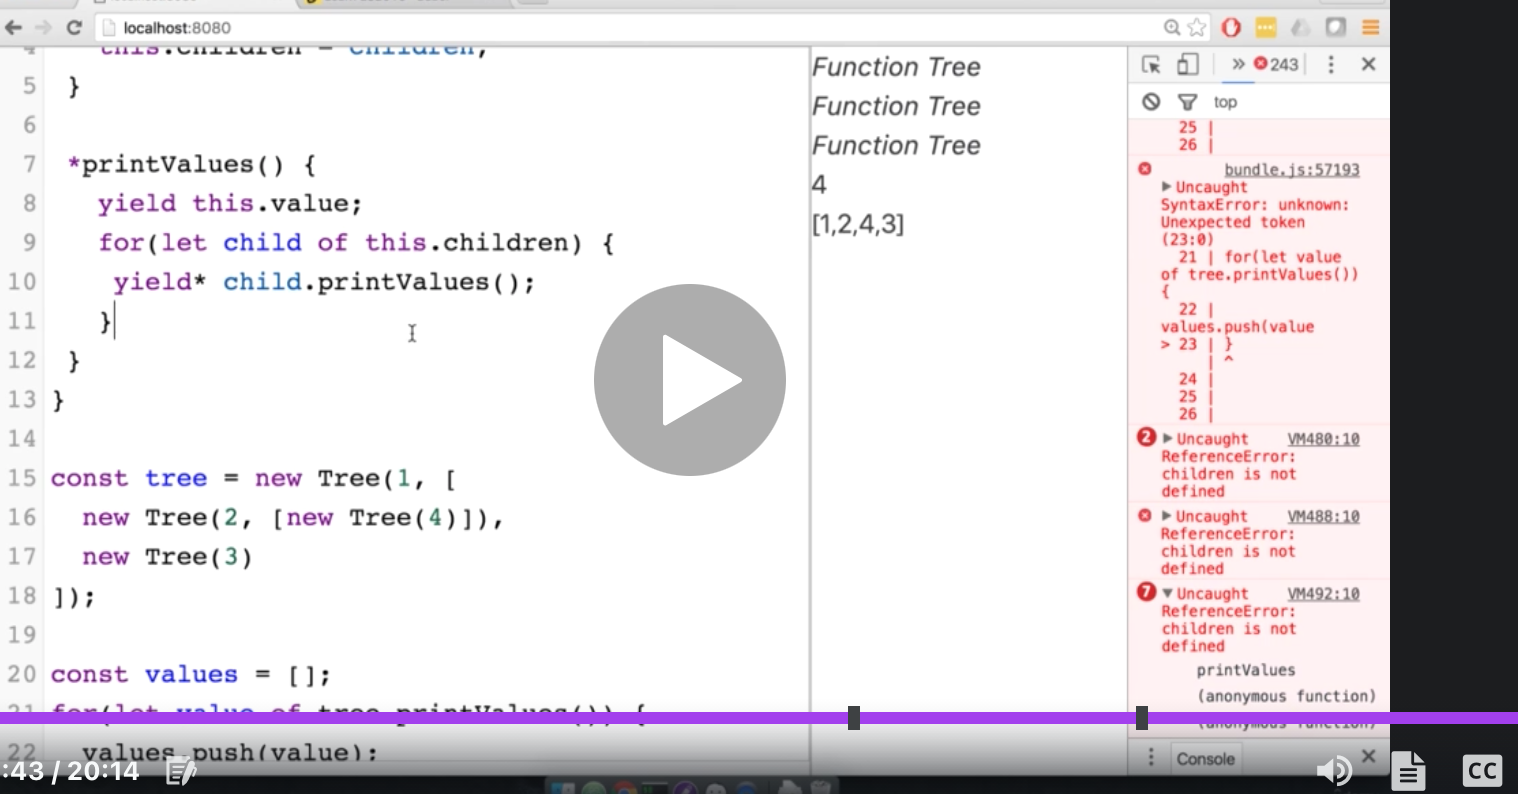 localhost:8080
4 this.children = children;
5 }
6
7 *printValues() {
8 yield this.value;
9 for(let child of this.children) {
10 yield* child.printValues();
11 }
12 }
13 }
14
15 const tree = new Tree(1, [
16 new Tree(2, [new Tree(4)]),
17 new Tree(3)
18 ]);
19
20 const values = [];
21 for(let value of tree.printValues()) {
22 values.push(value);
Function Tree
Function Tree
Function Tree
4
[1,2,4,3]
» 243
top
25 |
26 |
bundle.js:57193
Uncaught
SyntaxError: unknown:
Unexpected token
(23:0)
21 | for(let value
of tree.printValues())
{
22 |
values.push(value
> 23 | }
| ^
24 |
25 |
26 |
2 Uncaught VM480:10
ReferenceError:
children is not
defined
Uncaught VM488:10
ReferenceError:
children is not
defined
7 Uncaught VM492:10
ReferenceError:
children is not
defined
printValues
(anonymous function)
(anonymous function)
Console
:43 / 20:14
CC